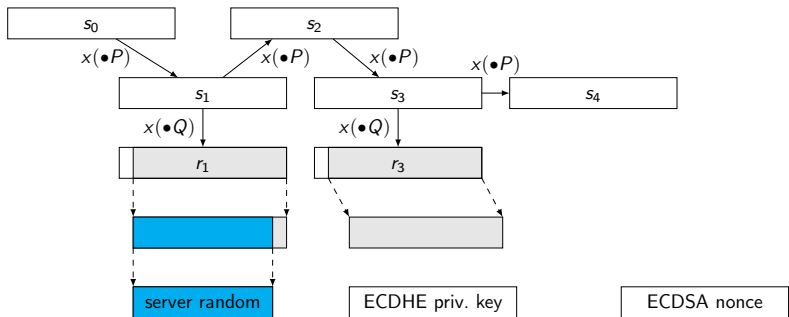 s₀
s₂
x(•P)
x(•P)
x(•P)
x(•P)
s₁
s₃
s₄
x(•Q)
x(•Q)
r₁
r₃
server random
ECDHE priv. key
ECDSA nonce